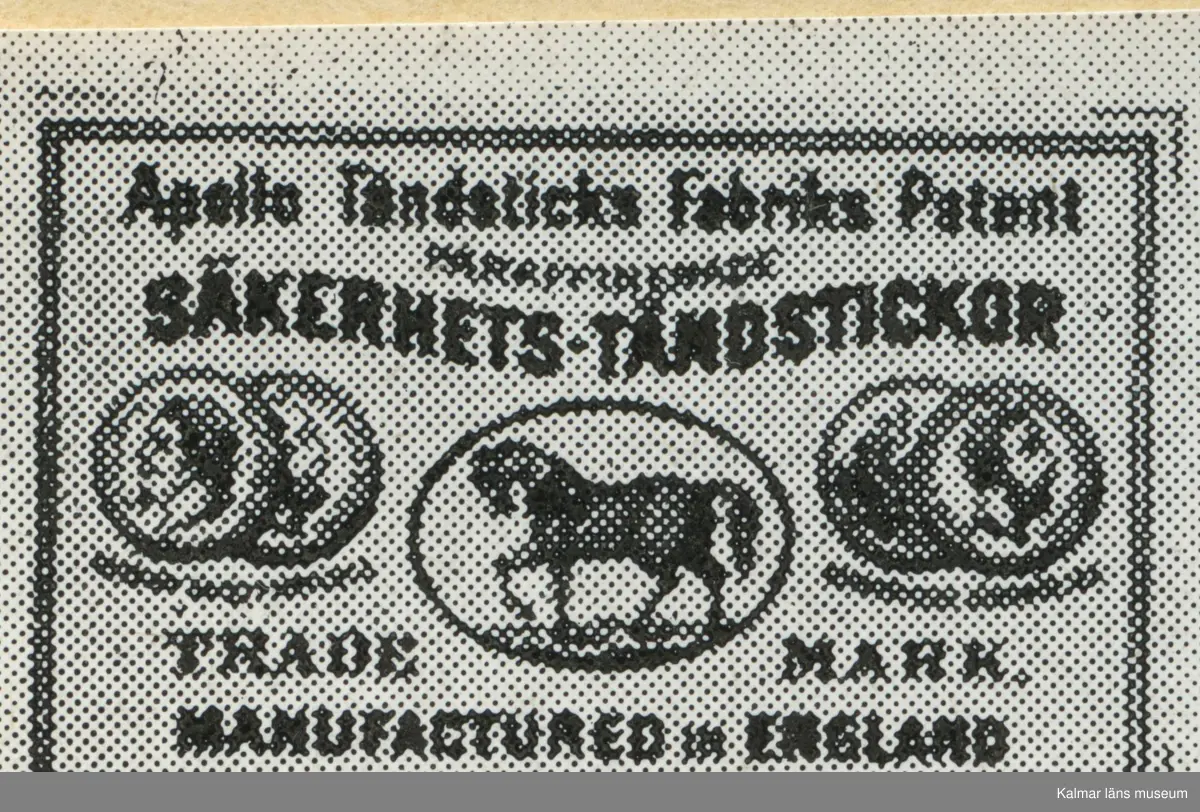 Apollo Tändsticks Fabriks Patent
SÄKERHETS-TÄNDSTICKOR
TRADE MARK.
MANUFACTURED in ENGLAND
Kalmar läns museum